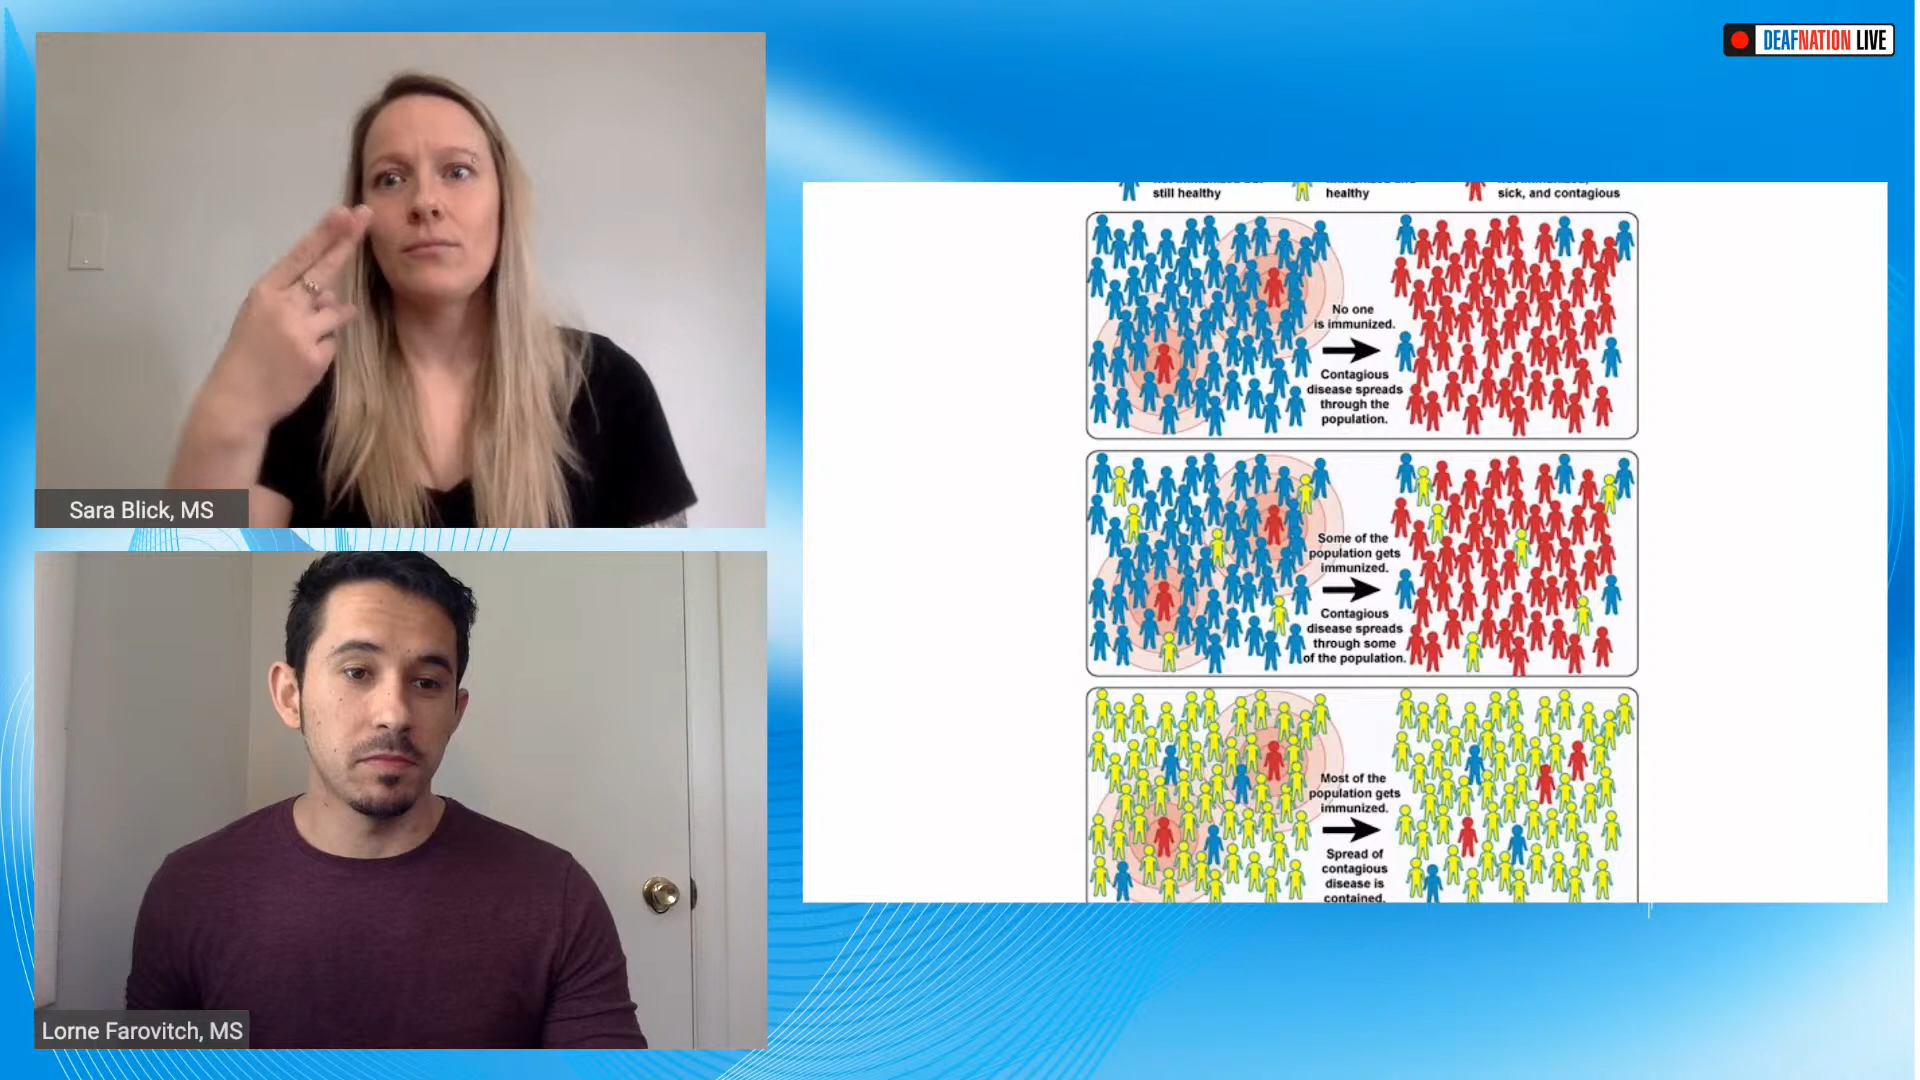 DEAFNATION LIVE
Sara Blick, MS
Lorne Farovitch, MS
still healthy
healthy
sick, and contagious
No one
is immunized.
Contagious
disease spreads
through the
population.
Some of the
population gets
immunized.
Contagious
disease spreads
through some
of the population.
Most of the
population gets
immunized.
Spread of
contagious
disease is
contained.